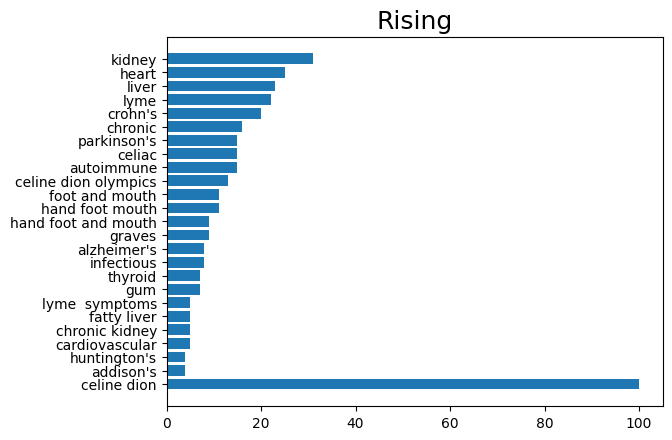 Rising
kidney
heart
liver
lyme
crohn's
chronic
parkinson's
celiac
autoimmune
celine dion olympics
foot and mouth
hand foot mouth
hand foot and mouth
graves
alzheimer's
infectious
thyroid
gum
lyme  symptoms
fatty liver
chronic kidney
cardiovascular
huntington's
addison's
celine dion
0 20 40 60 80 100